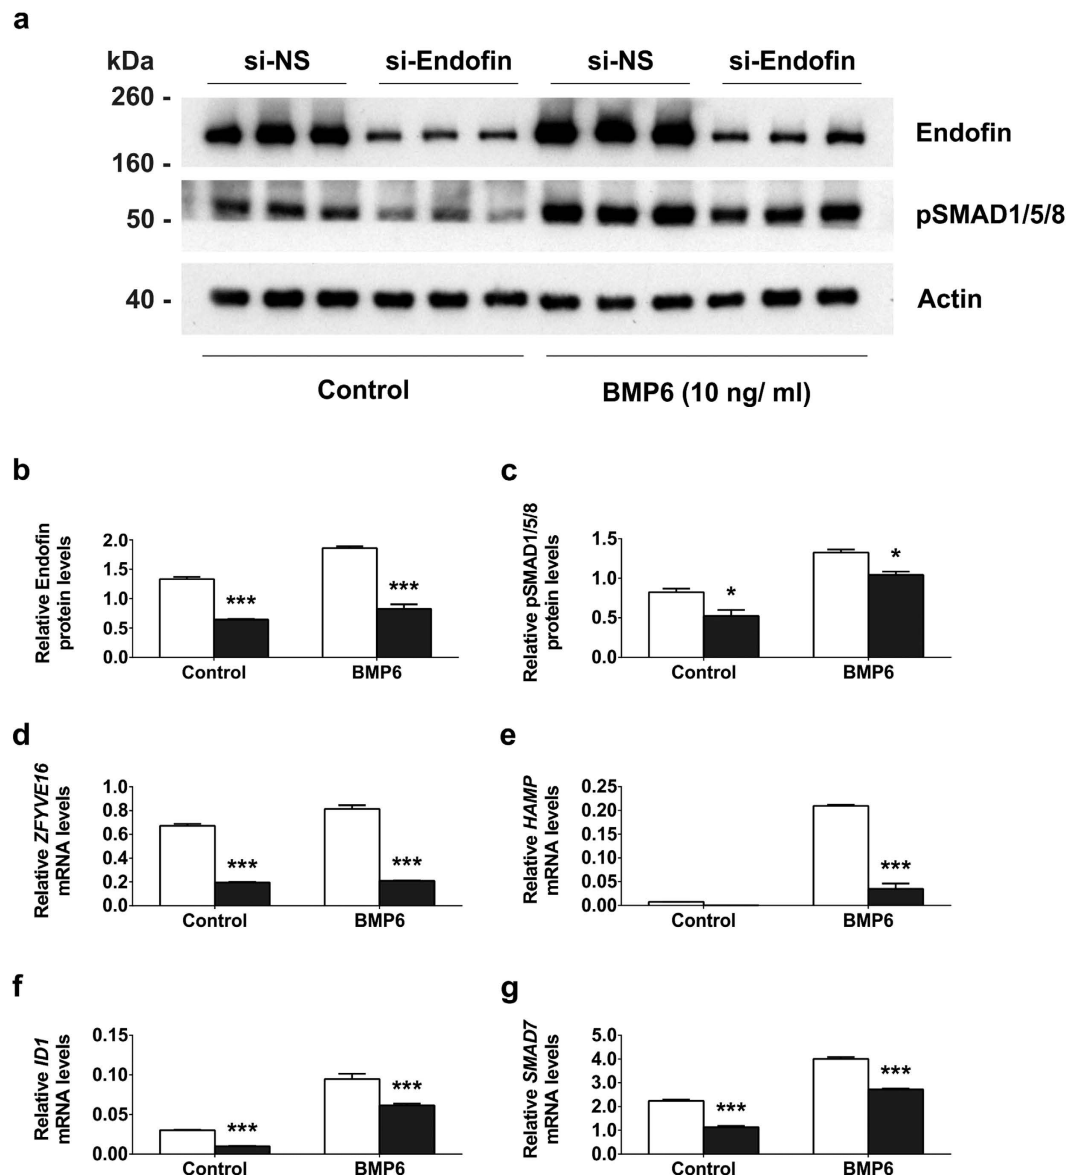 a
kDa
si-NS
si-Endofin
si-NS
si-Endofin
260 -
Endofin
160 -
50 -
pSMAD1/5/8
40 -
Actin
Control
BMP6 (10 ng/ ml)
b
Relative Endofin
protein levels
2.0
1.5
1.0
0.5
0.0
***
***
Control
BMP6
c
Relative pSMAD1/5/8
protein levels
1.5
1.0
0.5
0.0
*
*
Control
BMP6
d
Relative ZFYVE16
mRNA levels
1.0
0.8
0.6
0.4
0.2
0.0
***
***
Control
BMP6
e
Relative HAMP
mRNA levels
0.25
0.20
0.15
0.10
0.05
0.00
***
Control
BMP6
f
Relative ID1
mRNA levels
0.15
0.10
0.05
0.00
***
***
Control
BMP6
g
Relative SMAD7
mRNA levels
5.0
4.0
3.0
2.0
1.0
0.0
***
***
Control
BMP6